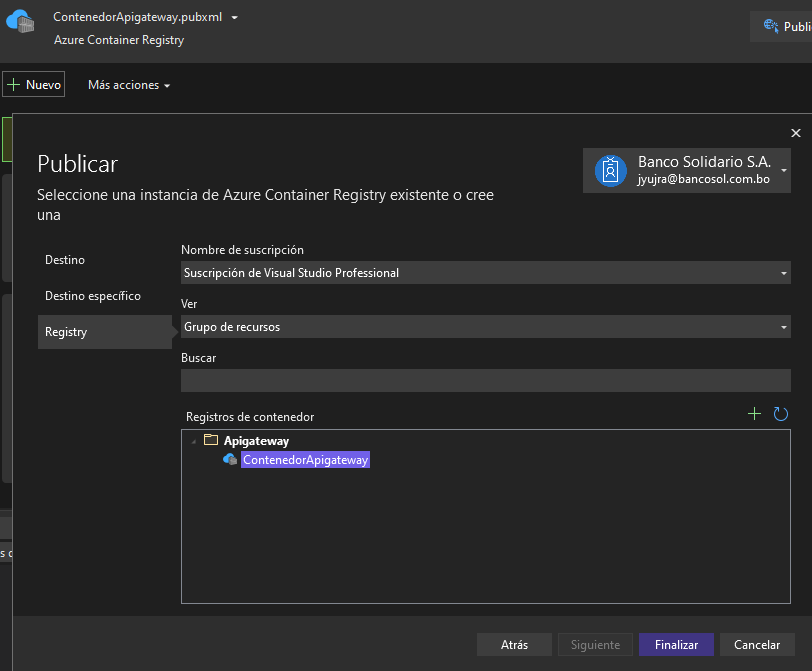 ContenedorApigateway.pubxml
Azure Container Registry
Publi
Nuevo
Más acciones
Publicar
Seleccione una instancia de Azure Container Registry existente o cree
una
Banco Solidario S.A.
jyujra@bancosol.com.bo
Destino
Destino específico
Registry
Nombre de suscripción
Suscripción de Visual Studio Professional
Ver
Grupo de recursos
Buscar
Registros de contenedor
Apigateway
ContenedorApigateway
s c
Atrás
Siguiente
Finalizar
Cancelar